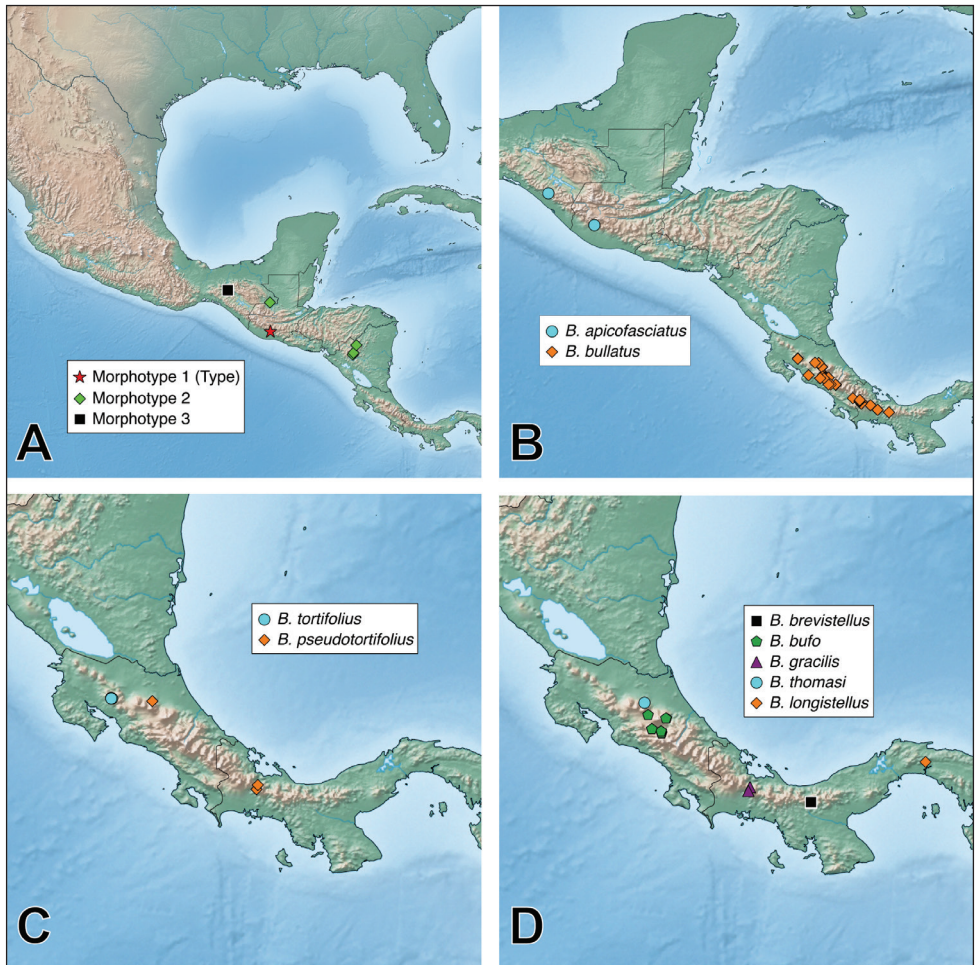 Morphotype 1 (Type)
Morphotype 2
Morphotype 3
A
B. apicofasciatus
B. bullatus
B
B. tortifolius
B. pseudotortifolius
C
B. brevistellus
B. bufo
B. gracilis
B. thomasi
B. longistellus
D